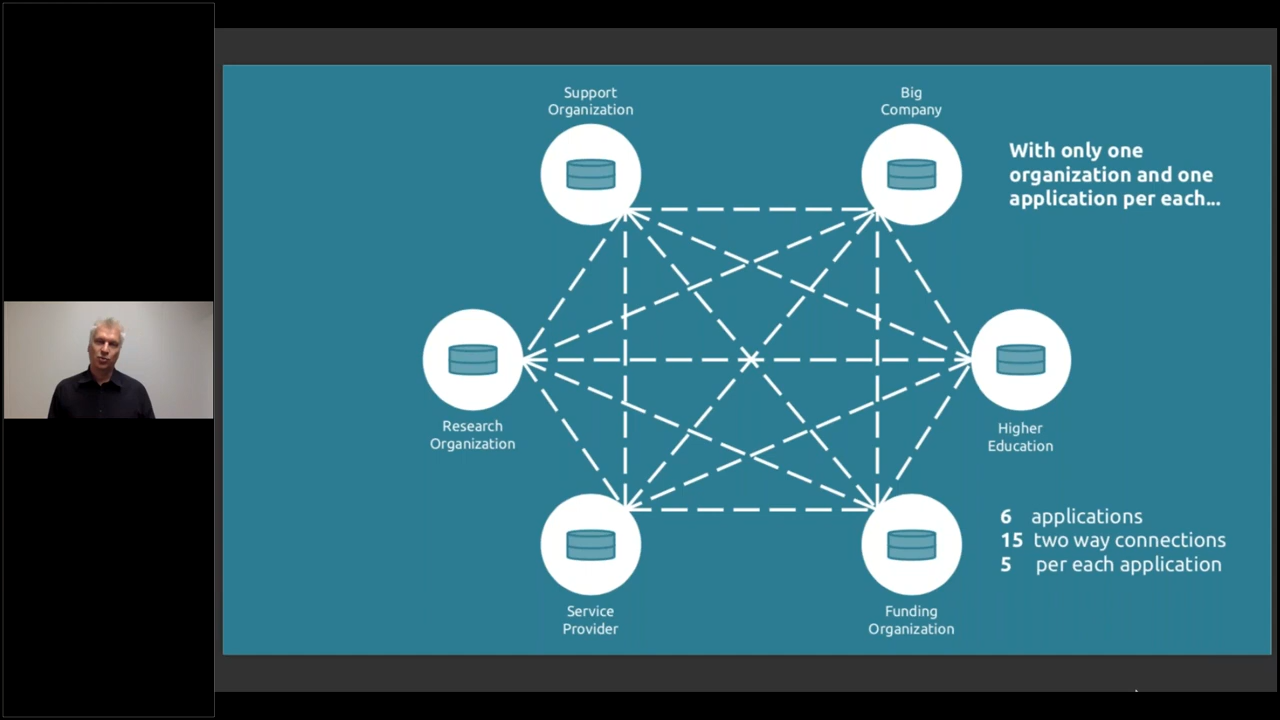 Support
Organization
Big
Company
With only one
organization and one
application per each...
Research
Organization
Higher
Education
6 applications
15 two way connections
5 per each application
Service
Provider
Funding
Organization